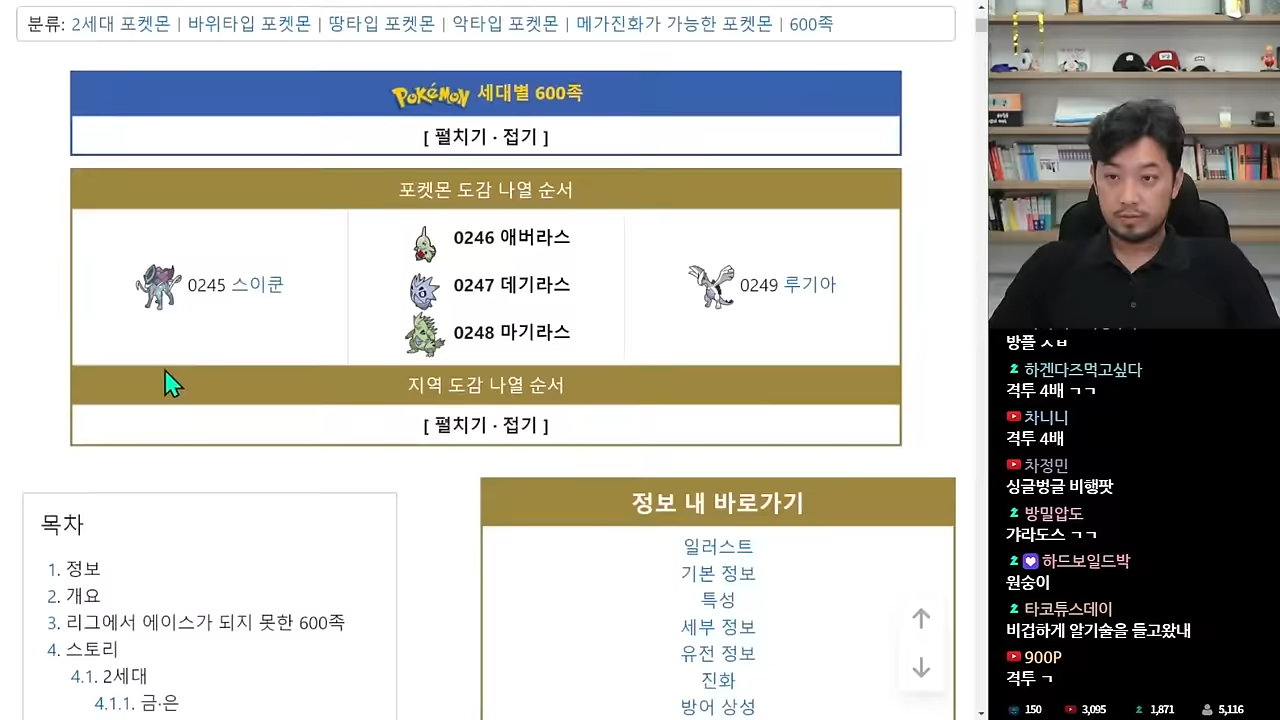 분류: 2세대 포켓몬 | 바위타입 포켓몬 | 땅타입 포켓몬 | 악타입 포켓몬 | 메가진화가 가능한 포켓몬 | 600족
POKéMON 세대별 600족
[ 펼치기 · 접기 ]
포켓몬 도감 나열 순서
0245 스이쿤
0246 애버라스
0247 데기라스
0248 마기라스
0249 루기아
지역 도감 나열 순서
[ 펼치기 · 접기 ]
목차
1. 정보
2. 개요
3. 리그에서 에이스가 되지 못한 600족
4. 스토리
4.1. 2세대
4.1.1. 금·은
정보 내 바로가기
일러스트
기본 정보
특성
세부 정보
유전 정보
진화
방어 상성
방플 ㅈㅂ
하겐다즈먹고싶다
격투 4배 ㄱㄱ
차니니
격투 4배
차정민
싱글벙글 비행팟
방밀압도
갸라도스 ㄱㄱ
하드보일드박
원숭이
타코튜스데이
비겁하게 알기술을 들고왔내
900P
격투 ㄱ
150 3,095 1,871 5,116